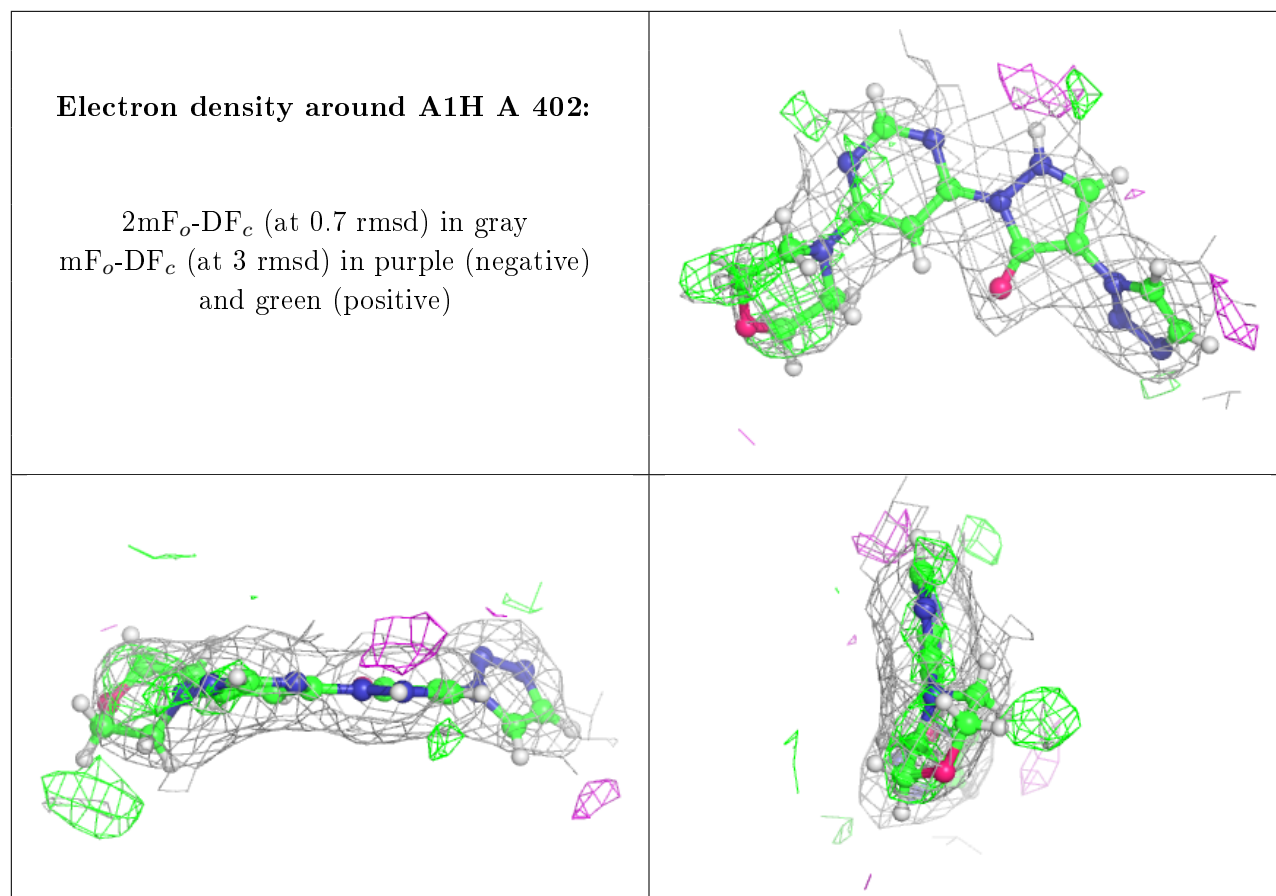 Electron density around A1H A 402:
2mFo-DFc (at 0.7 rmsd) in gray
mFo-DFc (at 3 rmsd) in purple (negative)
and green (positive)